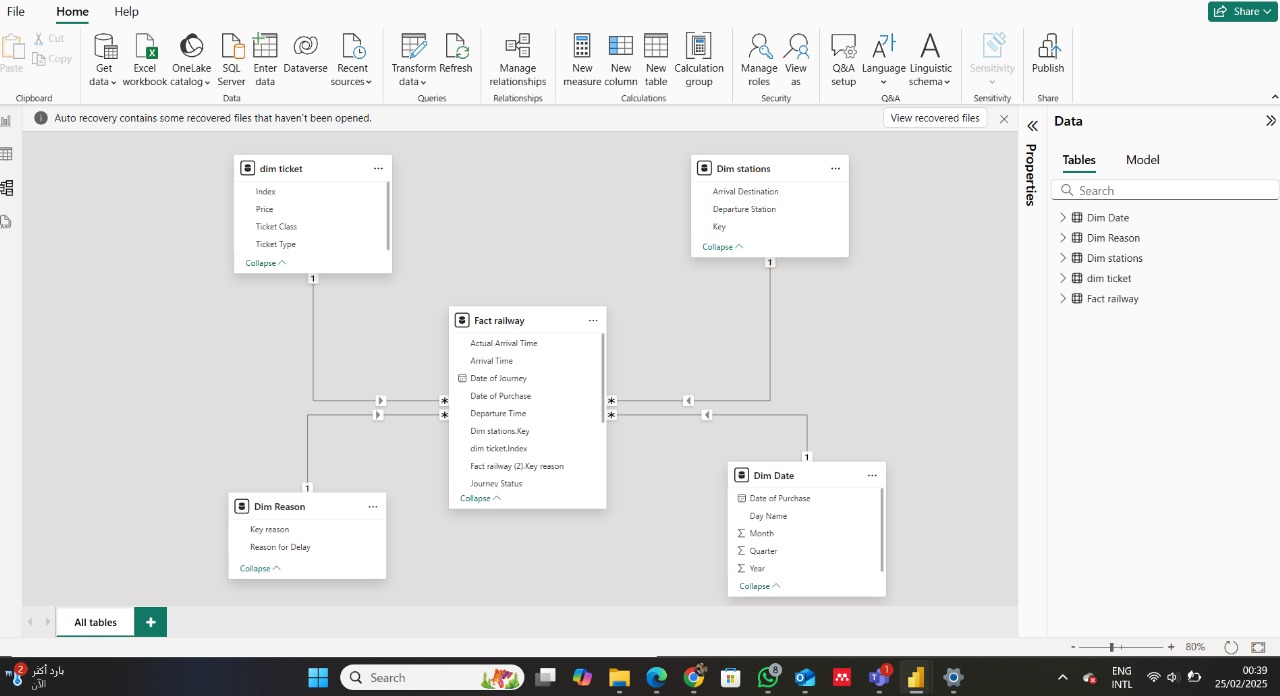 File Home Help Share
Cut
Paste Copy
Get data
Excel workbook
OneLake catalog
SQL Server
Enter data
Dataverse
Recent sources
Transform data
Refresh
Manage relationships
New measure
New column
New table
Calculation group
Manage roles
View as
Q&A setup
Language
Linguistic schema
Sensitivity
Publish
Clipboard Data Queries Relationships Calculations Security Q&A Sensitivity Share
Auto recovery contains some recovered files that haven't been opened. View recovered files
dim ticket
Index
Price
Ticket Class
Ticket Type
Collapse
1
Dim stations
Arrival Destination
Departure Station
Key
Collapse
1
Fact railway
Actual Arrival Time
Arrival Time
Date of Journey
Date of Purchase
Departure Time
Dim stations.Key
dim ticket.Index
Fact railway (2).Key reason
Journey Status
Collapse
* *
* *
1
Dim Reason
Key reason
Reason for Delay
Collapse
1
Dim Date
Date of Purchase
Day Name
Σ Month
Σ Quarter
Σ Year
Collapse
Properties
Data
Tables Model
Search
Dim Date
Dim Reason
Dim stations
dim ticket
Fact railway
All tables +
- + 80%
2
بارد أكثر
الآن
Search
8
1
ENG
INTL
00:39
25/02/2025